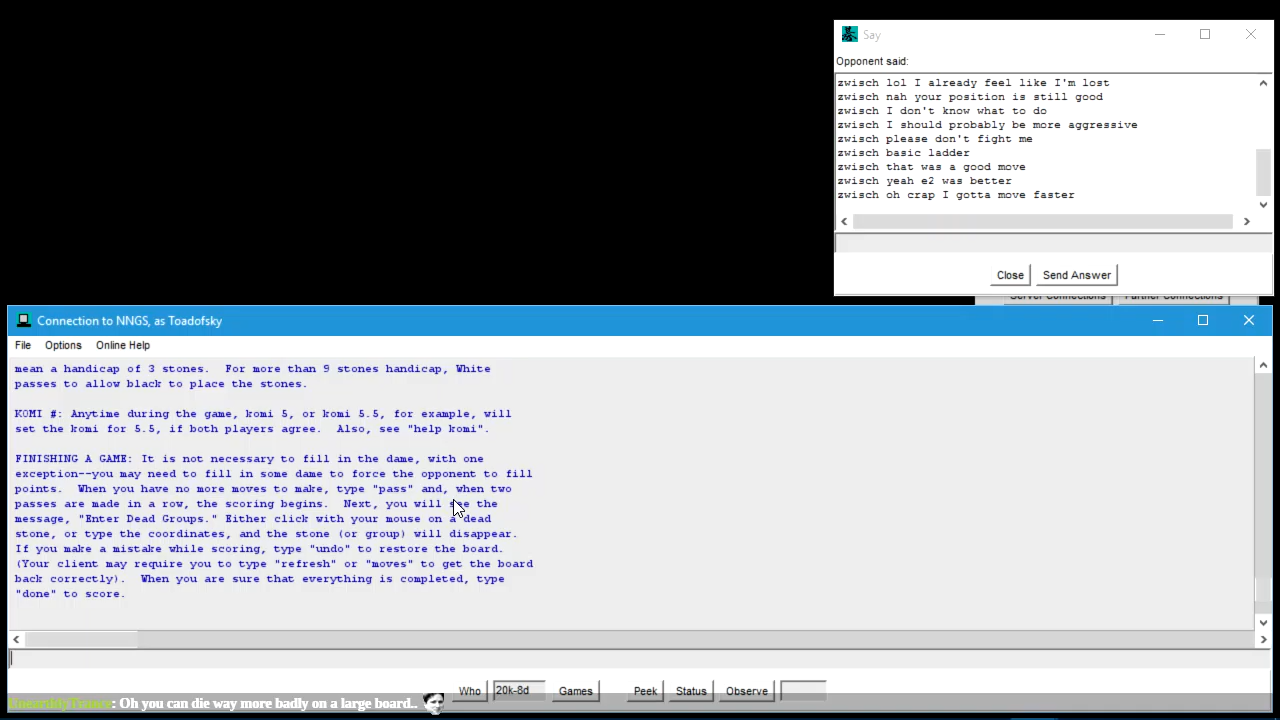 Say
Opponent said:
zwisch lol I already feel like I'm lost
zwisch nah your position is still good
zwisch I don't know what to do
zwisch I should probably be more aggressive
zwisch please don't fight me
zwisch basic ladder
zwisch that was a good move
zwisch yeah e2 was better
zwisch oh crap I gotta move faster
Close Send Answer
Server Connections Partner Connections
Connection to NNGS, as Toadofsky
File Options Online Help
mean a handicap of 3 stones. For more than 9 stones handicap, White
passes to allow black to place the stones.
KOMI #: Anytime during the game, komi 5, or komi 5.5, for example, will
set the komi for 5.5, if both players agree. Also, see "help komi".
FINISHING A GAME: It is not necessary to fill in the dame, with one
exception--you may need to fill in some dame to force the opponent to fill
points. When you have no more moves to make, type "pass" and, when two
passes are made in a row, the scoring begins. Next, you will see the
message, "Enter Dead Groups." Either click with your mouse on a dead
stone, or type the coordinates, and the stone (or group) will disappear.
If you make a mistake while scoring, type "undo" to restore the board.
(Your client may require you to type "refresh" or "moves" to get the board
back correctly). When you are sure that everything is completed, type
"done" to score.
Who 20k-8d Games Peek Status Observe
: Oh you can die way more badly on a large board..